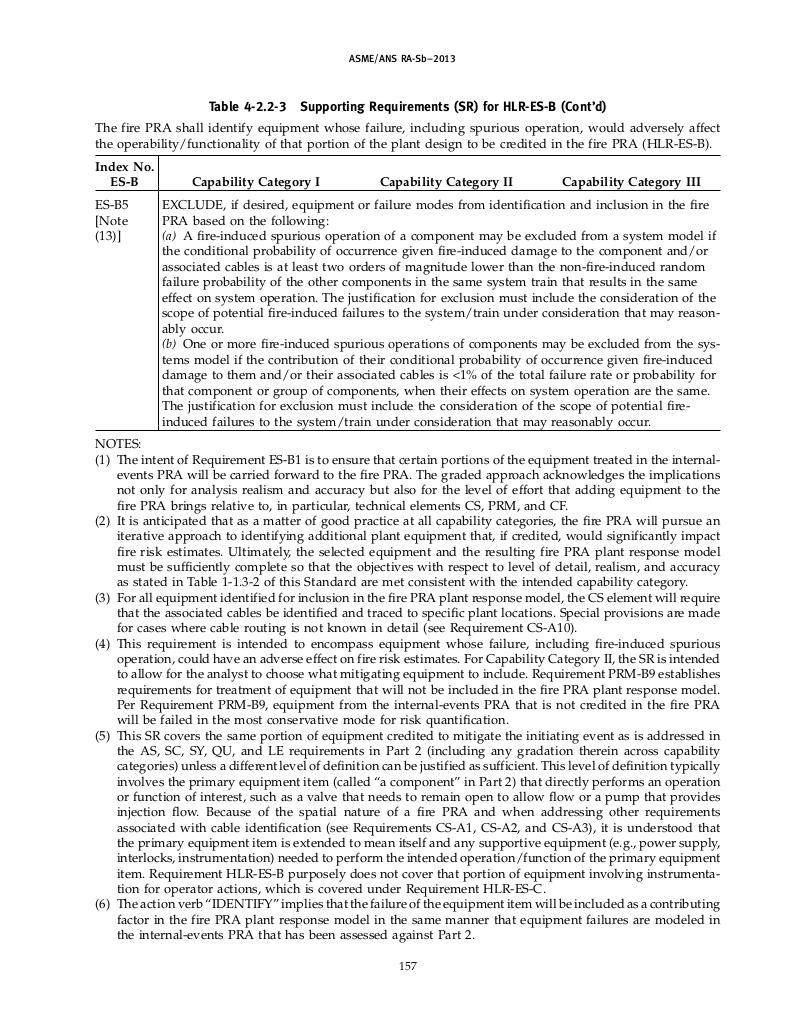 ASME/ANS RA-Sb–2013
Table 4-2.2-3 Supporting Requirements (SR) for HLR-ES-B (Cont'd)
The fire PRA shall identify equipment whose failure, including spurious operation, would adversely affect
the operability/functionality of that portion of the plant design to be credited in the fire PRA (HLR-ES-B).
Index No.
ES-B Capability Category I Capability Category II Capability Category III
ES-B5 EXCLUDE, if desired, equipment or failure modes from identification and inclusion in the fire
[Note PRA based on the following:
(13)] (a) A fire-induced spurious operation of a component may be excluded from a system model if
the conditional probability of occurrence given fire-induced damage to the component and/or
associated cables is at least two orders of magnitude lower than the non-fire-induced random
failure probability of the other components in the same system train that results in the same
effect on system operation. The justification for exclusion must include the consideration of the
scope of potential fire-induced failures to the system/train under consideration that may reason-
ably occur.
(b) One or more fire-induced spurious operations of components may be excluded from the sys-
tems model if the contribution of their conditional probability of occurrence given fire-induced
damage to them and/or their associated cables is <1% of the total failure rate or probability for
that component or group of components, when their effects on system operation are the same.
The justification for exclusion must include the consideration of the scope of potential fire-
induced failures to the system/train under consideration that may reasonably occur.
NOTES:
(1) The intent of Requirement ES-B1 is to ensure that certain portions of the equipment treated in the internal-
events PRA will be carried forward to the fire PRA. The graded approach acknowledges the implications
not only for analysis realism and accuracy but also for the level of effort that adding equipment to the
fire PRA brings relative to, in particular, technical elements CS, PRM, and CF.
(2) It is anticipated that as a matter of good practice at all capability categories, the fire PRA will pursue an
iterative approach to identifying additional plant equipment that, if credited, would significantly impact
fire risk estimates. Ultimately, the selected equipment and the resulting fire PRA plant response model
must be sufficiently complete so that the objectives with respect to level of detail, realism, and accuracy
as stated in Table 1-1.3-2 of this Standard are met consistent with the intended capability category.
(3) For all equipment identified for inclusion in the fire PRA plant response model, the CS element will require
that the associated cables be identified and traced to specific plant locations. Special provisions are made
for cases where cable routing is not known in detail (see Requirement CS-A10).
(4) This requirement is intended to encompass equipment whose failure, including fire-induced spurious
operation, could have an adverse effect on fire risk estimates. For Capability Category II, the SR is intended
to allow for the analyst to choose what mitigating equipment to include. Requirement PRM-B9 establishes
requirements for treatment of equipment that will not be included in the fire PRA plant response model.
Per Requirement PRM-B9, equipment from the internal-events PRA that is not credited in the fire PRA
will be failed in the most conservative mode for risk quantification.
(5) This SR covers the same portion of equipment credited to mitigate the initiating event as is addressed in
the AS, SC, SY, QU, and LE requirements in Part 2 (including any gradation therein across capability
categories) unless a different level of definition can be justified as sufficient. This level of definition typically
involves the primary equipment item (called “a component” in Part 2) that directly performs an operation
or function of interest, such as a valve that needs to remain open to allow flow or a pump that provides
injection flow. Because of the spatial nature of a fire PRA and when addressing other requirements
associated with cable identification (see Requirements CS-A1, CS-A2, and CS-A3), it is understood that
the primary equipment item is extended to mean itself and any supportive equipment (e.g., power supply,
interlocks, instrumentation) needed to perform the intended operation/function of the primary equipment
item. Requirement HLR-ES-B purposely does not cover that portion of equipment involving instrumenta-
tion for operator actions, which is covered under Requirement HLR-ES-C.
(6) The action verb “IDENTIFY” implies that the failure of the equipment item will be included as a contributing
factor in the fire PRA plant response model in the same manner that equipment failures are modeled in
the internal-events PRA that has been assessed against Part 2.
157